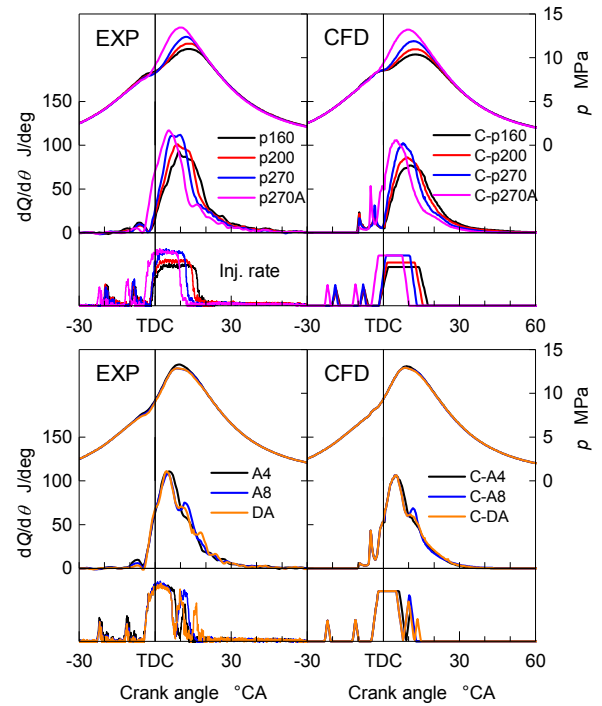 EXP
CFD
15
10
5
0
p MPa
150
100
50
0
dQ/dθ J/deg
p160
p200
p270
p270A
C-p160
C-p200
C-p270
C-p270A
Inj. rate
-30
TDC
30
TDC
30
60
EXP
CFD
15
10
5
0
p MPa
150
100
50
0
dQ/dθ J/deg
A4
A8
DA
C-A4
C-A8
C-DA
-30
TDC
30
TDC
30
60
Crank angle °CA
Crank angle °CA